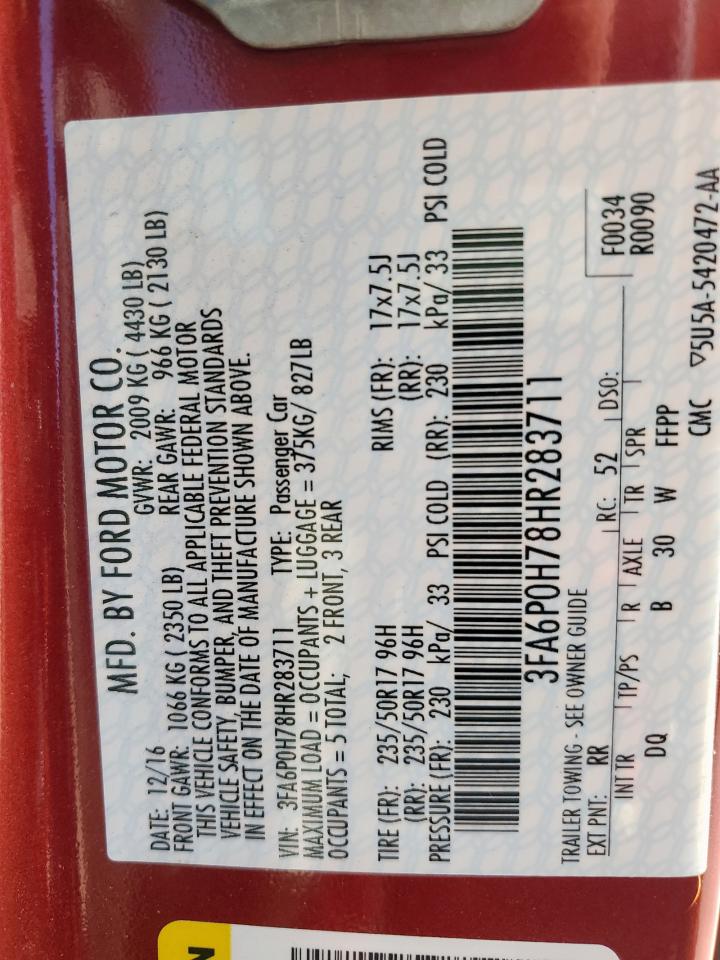 MFD. BY FORD MOTOR CO.
DATE: 12/16 GVWR: 2009 KG ( 4430 LB)
FRONT GAWR: 1066 KG ( 2350 LB) REAR GAWR: 966 KG ( 2130 LB)
THIS VEHICLE CONFORMS TO ALL APPLICABLE FEDERAL MOTOR
VEHICLE SAFETY, BUMPER, AND THEFT PREVENTION STANDARDS
IN EFFECT ON THE DATE OF MANUFACTURE SHOWN ABOVE.
VIN: 3FA6P0H78HR283711 TYPE: Passenger Car
MAXIMUM LOAD = OCCUPANTS + LUGGAGE = 375KG/ 827LB
OCCUPANTS = 5 TOTAL; 2 FRONT, 3 REAR
TIRE (FR): 235/50R17 96H RIMS (FR): 17x7.5J
(RR): 235/50R17 96H (RR): 17x7.5J
PRESSURE (FR): 230 kPa/ 33 PSI COLD (RR): 230 kPa/ 33 PSI COLD
3FA6P0H78HR283711
TRAILER TOWING - SEE OWNER GUIDE
EXT PNT: RR RC: 52 DSO: F0034
INT TR TP/PS R AXLE TR SPR R0090
DQ B 30 W FFPP
CMC ▽5U5A-5420472-AA
N